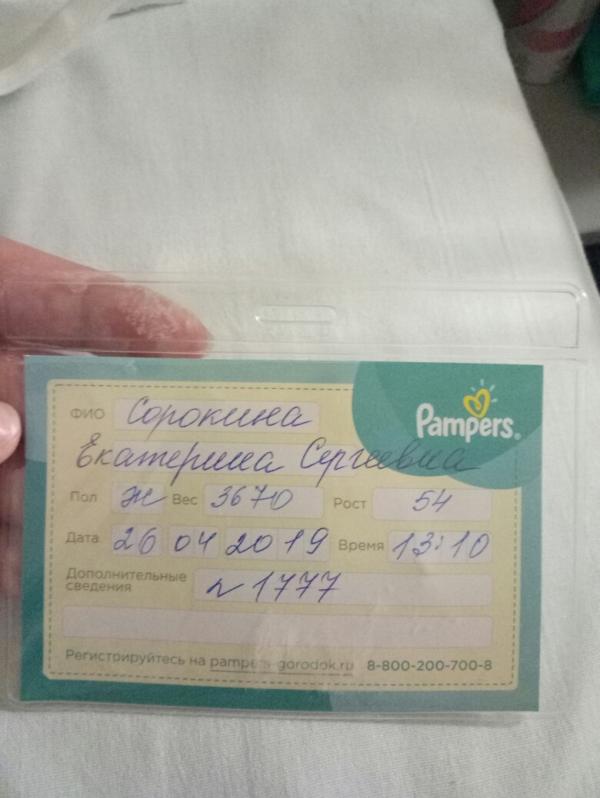 Pampers®
ФИО Сорокина
Екатерина Сергеевна
Пол Ж Вес 3670 Рост 54
Дата 26 04 2019 Время 13:10
Дополнительные
сведения
N 1777
Регистрируйтесь на pampers-gorodok.ru 8-800-200-700-8